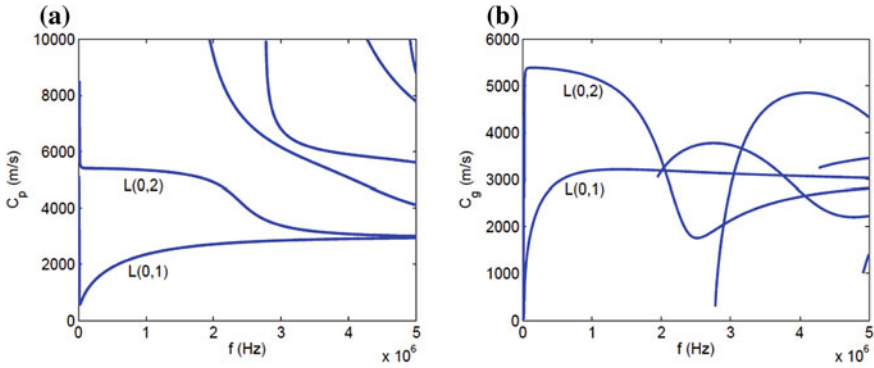 (a)
10000
8000
6000
4000
2000
0
C_p (m/s)
L(0,2)
L(0,1)
0
1
2
3
4
5
f (Hz)
x 10^6
(b)
6000
5000
4000
3000
2000
1000
0
C_g (m/s)
L(0,2)
L(0,1)
0
1
2
3
4
5
f (Hz)
x 10^6